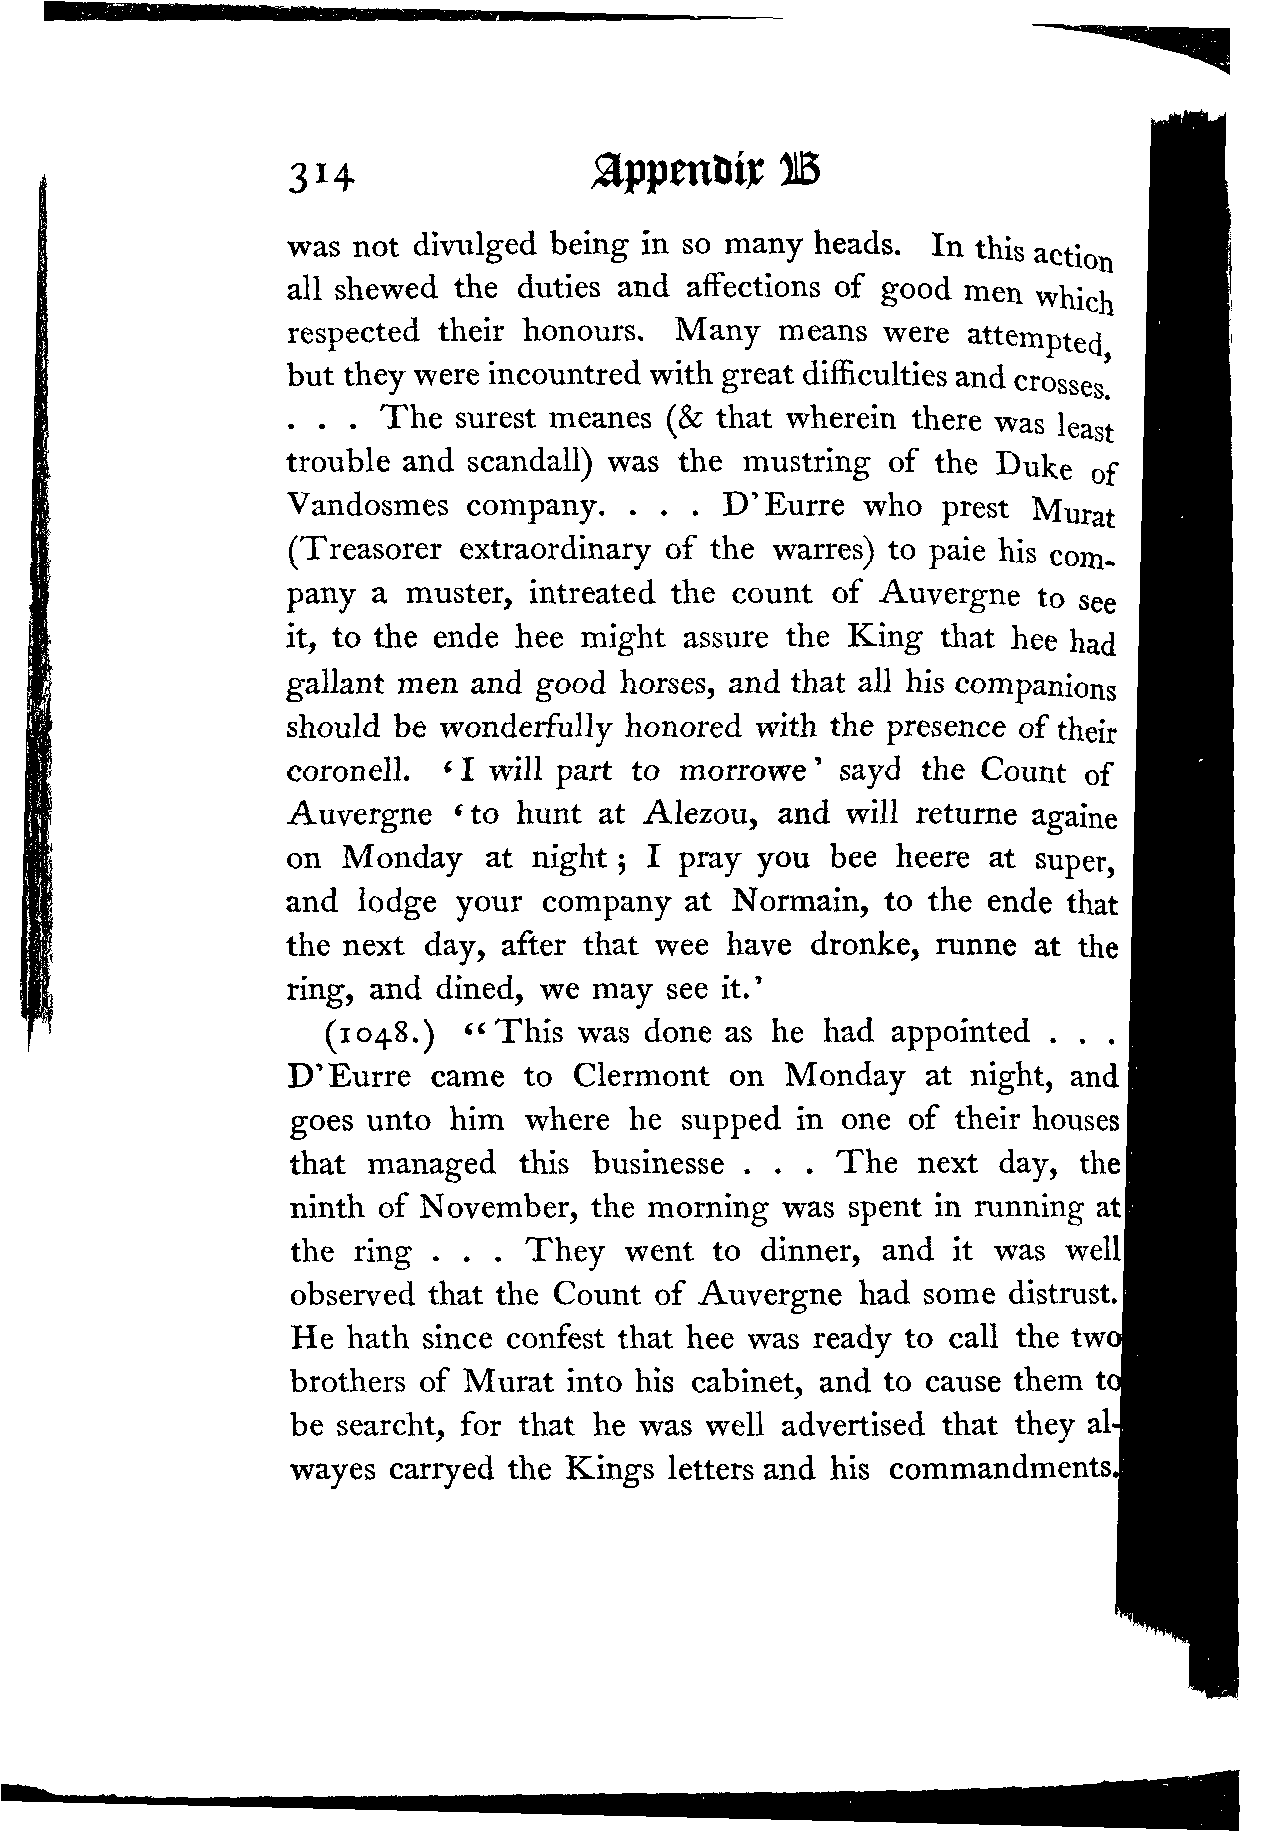 314 Appendix B
was not divulged being in so many heads. In this action
all shewed the duties and affections of good men which
respected their honours. Many means were attempted,
but they were incountred with great difficulties and crosses.
. . . The surest meanes (& that wherein there was least
trouble and scandall) was the mustring of the Duke of
Vandosmes company. . . . D'Eurre who prest Murat
(Treasorer extraordinary of the warres) to paie his com-
pany a muster, intreated the count of Auvergne to see
it, to the ende hee might assure the King that hee had
gallant men and good horses, and that all his companions
should be wonderfully honored with the presence of their
coronell. ‘I will part to morrowe’ sayd the Count of
Auvergne ‘to hunt at Alezou, and will returne againe
on Monday at night; I pray you bee heere at super,
and lodge your company at Normain, to the ende that
the next day, after that wee have dronke, runne at the
ring, and dined, we may see it.’
(1048.) “This was done as he had appointed . . .
D'Eurre came to Clermont on Monday at night, and
goes unto him where he supped in one of their houses
that managed this businesse . . . The next day, the
ninth of November, the morning was spent in running at
the ring . . . They went to dinner, and it was well
observed that the Count of Auvergne had some distrust.
He hath since confest that hee was ready to call the two
brothers of Murat into his cabinet, and to cause them to
be searcht, for that he was well advertised that they al-
wayes carryed the Kings letters and his commandments.